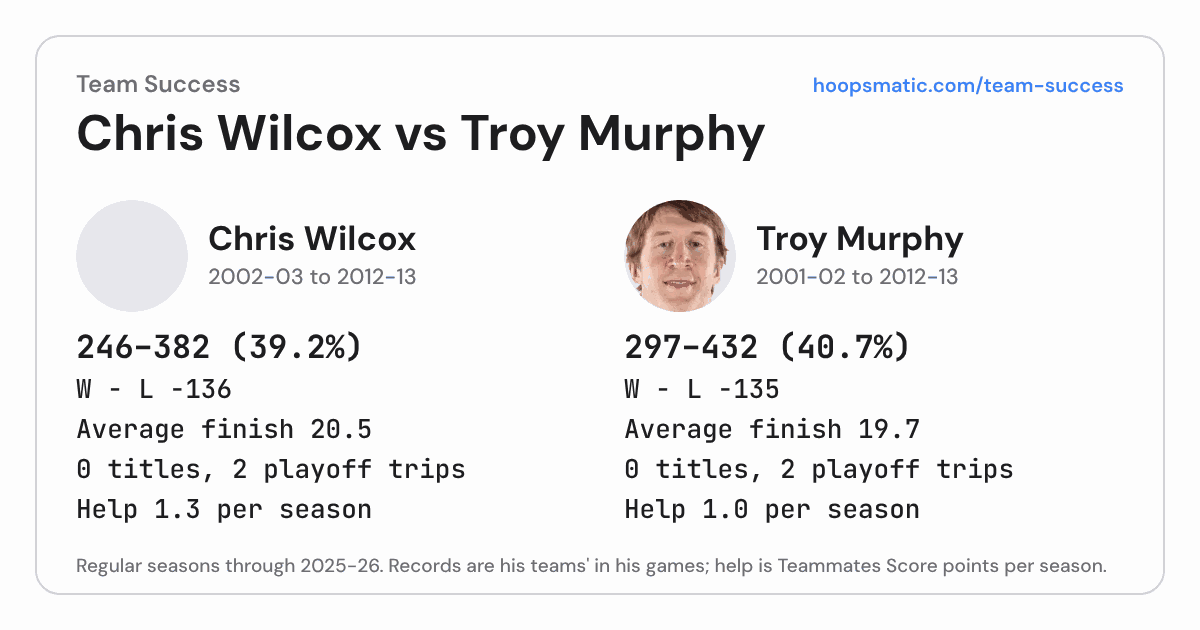 Team Success
hoopsmatic.com/team-success
Chris Wilcox vs Troy Murphy
Chris Wilcox
2002-03 to 2012-13
246-382 (39.2%)
W - L -136
Average finish 20.5
0 titles, 2 playoff trips
Help 1.3 per season
Troy Murphy
2001-02 to 2012-13
297-432 (40.7%)
W - L -135
Average finish 19.7
0 titles, 2 playoff trips
Help 1.0 per season
Regular seasons through 2025-26. Records are his teams' in his games; help is Teammates Score points per season.